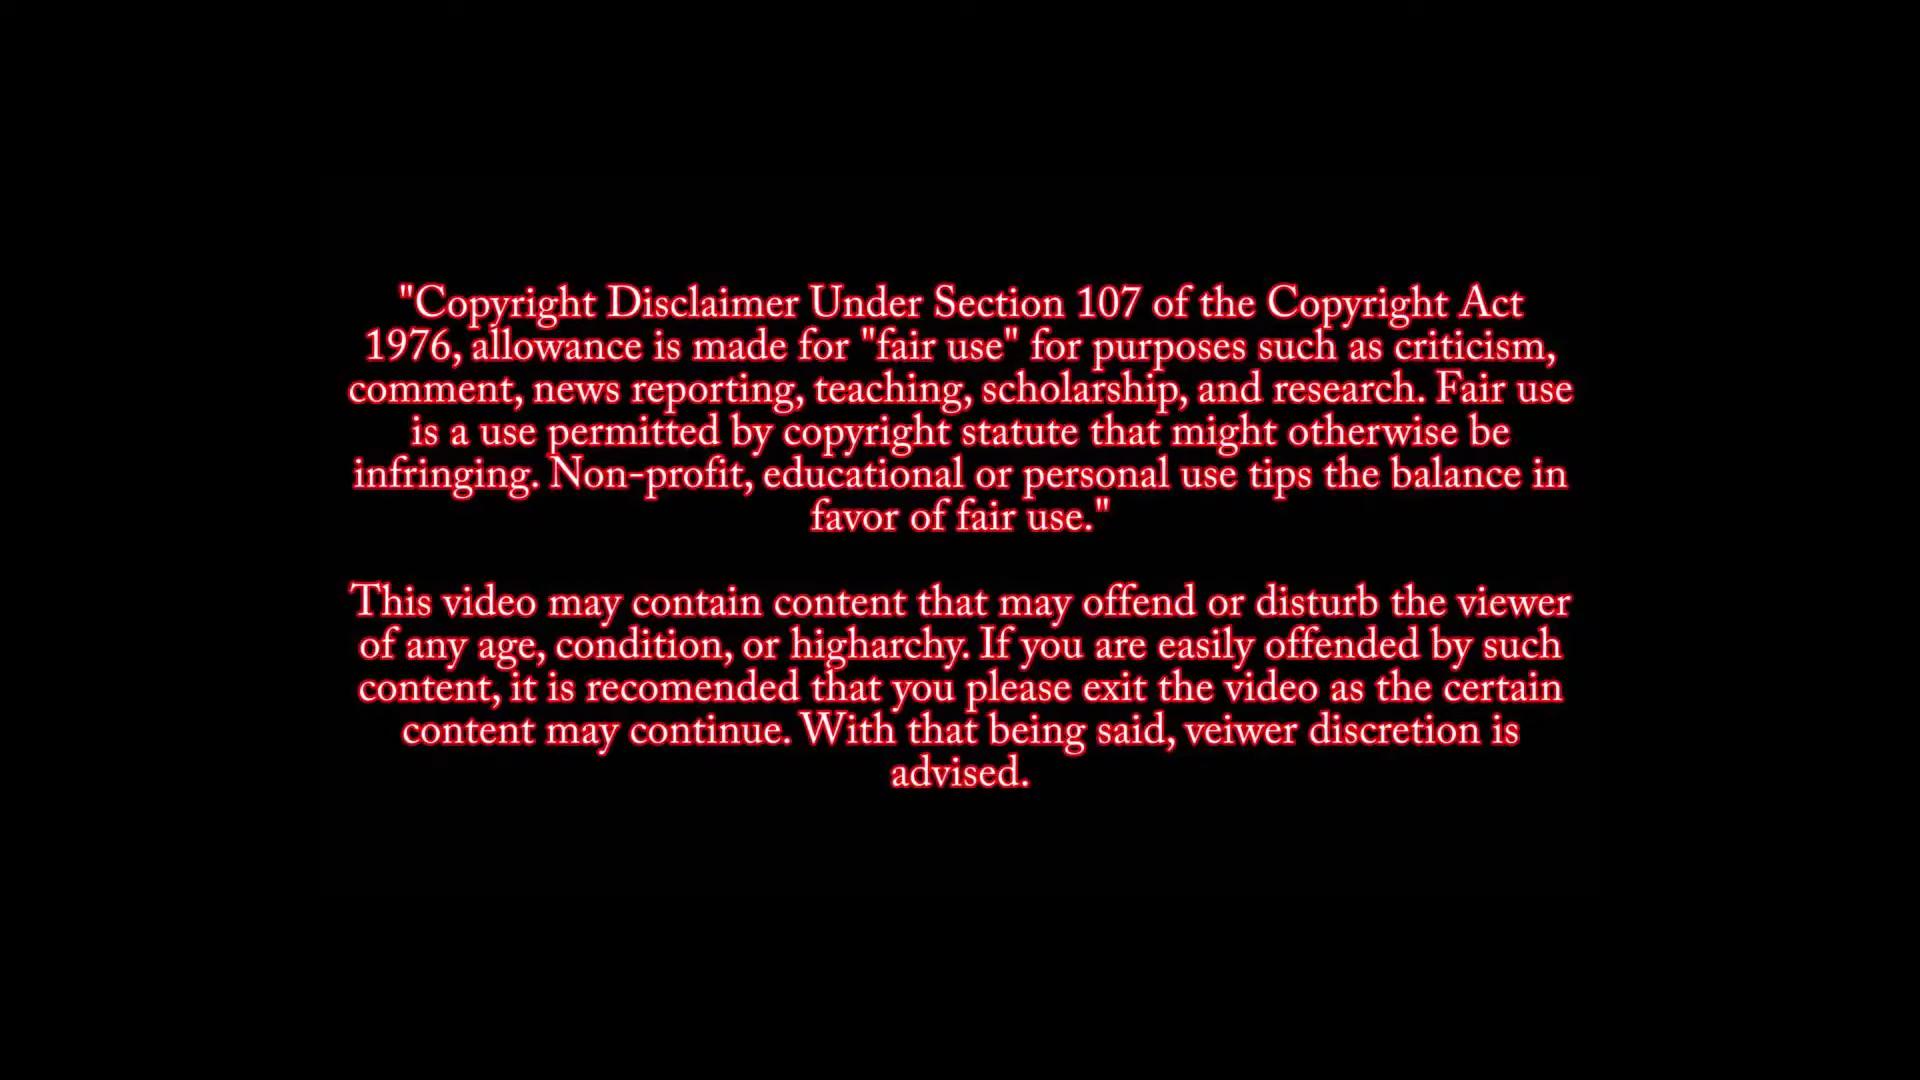 "Copyright Disclaimer Under Section 107 of the Copyright Act
1976, allowance is made for "fair use" for purposes such as criticism,
comment, news reporting, teaching, scholarship, and research. Fair use
is a use permitted by copyright statute that might otherwise be
infringing. Non-profit, educational or personal use tips the balance in
favor of fair use."
This video may contain content that may offend or disturb the viewer
of any age, condition, or higharchy. If you are easily offended by such
content, it is recomended that you please exit the video as the certain
content may continue. With that being said, veiwer discretion is
advised.